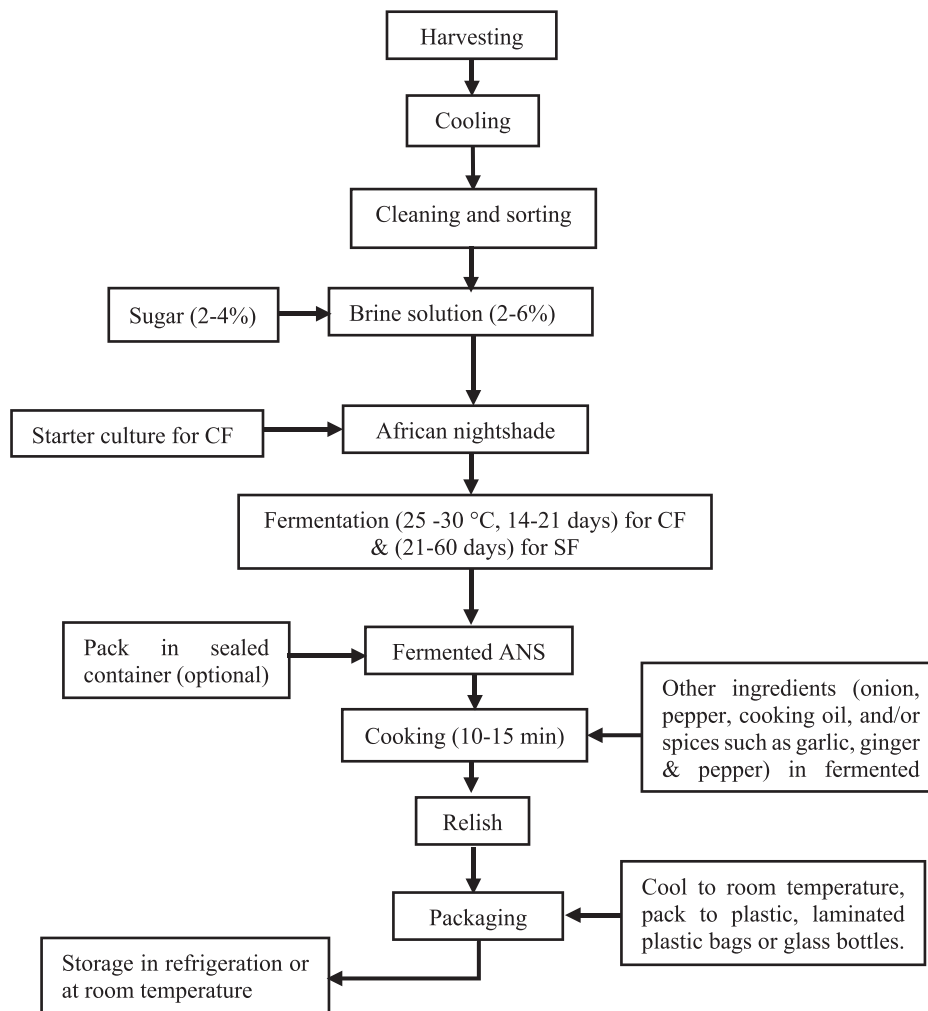 Harvesting
Cooling
Cleaning and sorting
Sugar (2-4%)
Brine solution (2-6%)
Starter culture for CF
African nightshade
Fermentation (25 -30 °C, 14-21 days) for CF
& (21-60 days) for SF
Pack in sealed
container (optional)
Fermented ANS
Cooking (10-15 min)
Other ingredients (onion,
pepper, cooking oil, and/or
spices such as garlic, ginger
& pepper) in fermented
Relish
Packaging
Cool to room temperature,
pack to plastic, laminated
plastic bags or glass bottles.
Storage in refrigeration or
at room temperature